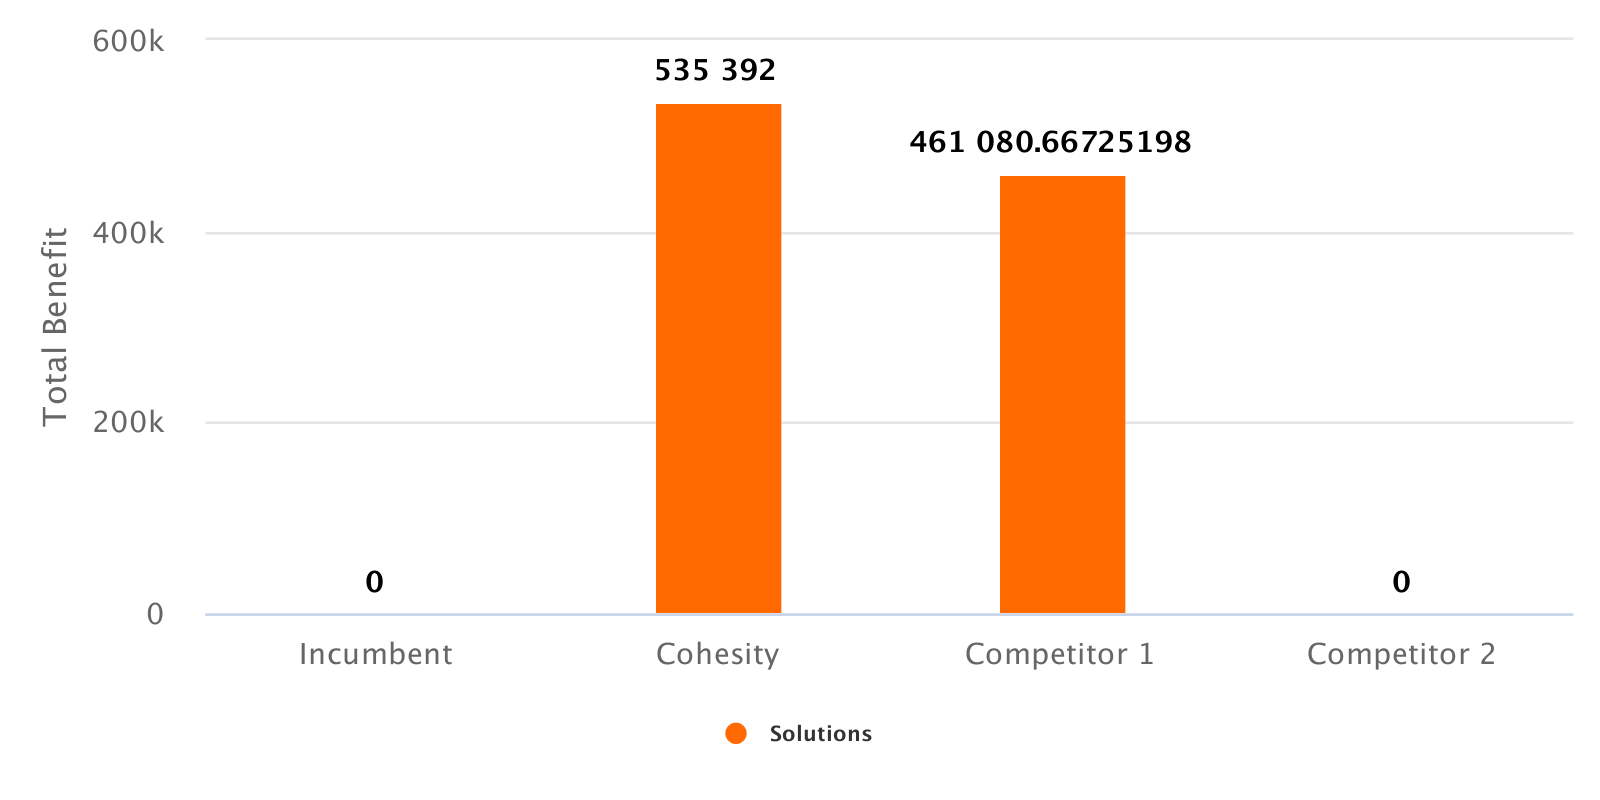 Total Benefit
600k
400k
200k
0
0
535 392
461 080.66725198
0
Incumbent
Cohesity
Competitor 1
Competitor 2
Solutions